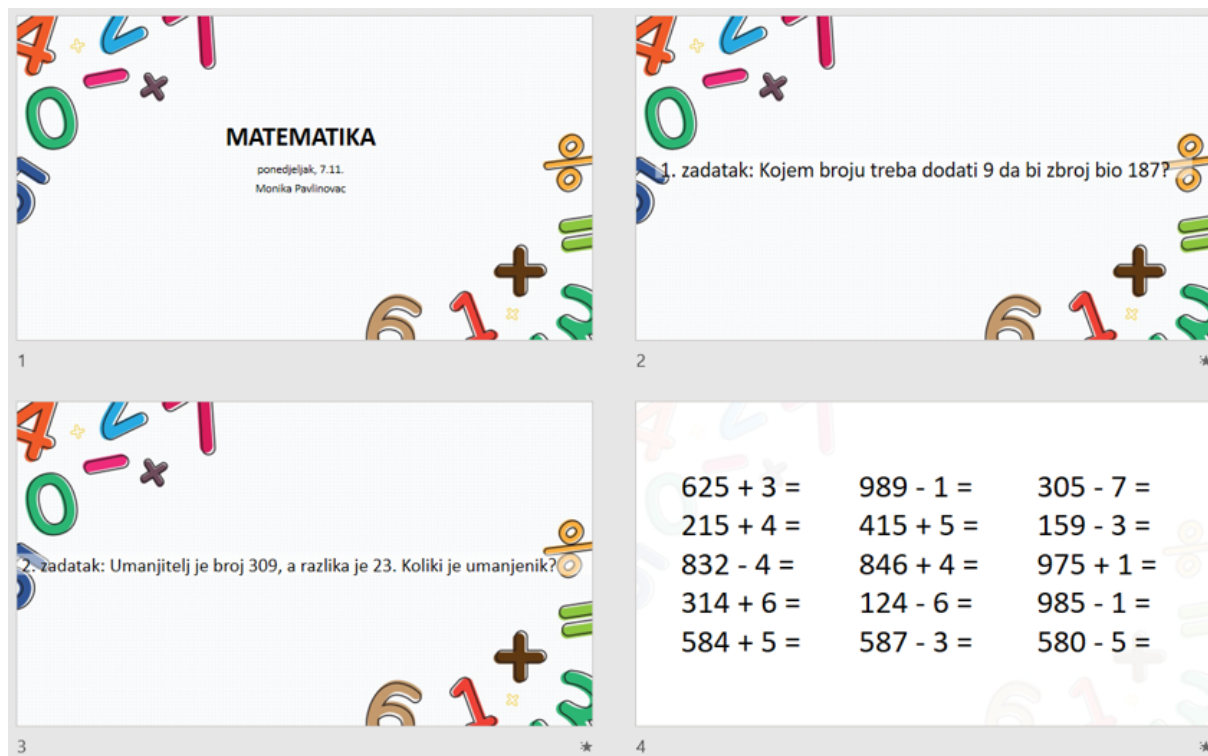 MATEMATIKA
ponedjeljak, 7.11.
Monika Pavlinovac
1
1. zadatak: Kojem broju treba dodati 9 da bi zbroj bio 187?
2
2. zadatak: Umanjitelj je broj 309, a razlika je 23. Koliki je umanjenik?
3
625 + 3 = 989 - 1 = 305 - 7 =
215 + 4 = 415 + 5 = 159 - 3 =
832 - 4 = 846 + 4 = 975 + 1 =
314 + 6 = 124 - 6 = 985 - 1 =
584 + 5 = 587 - 3 = 580 - 5 =
4